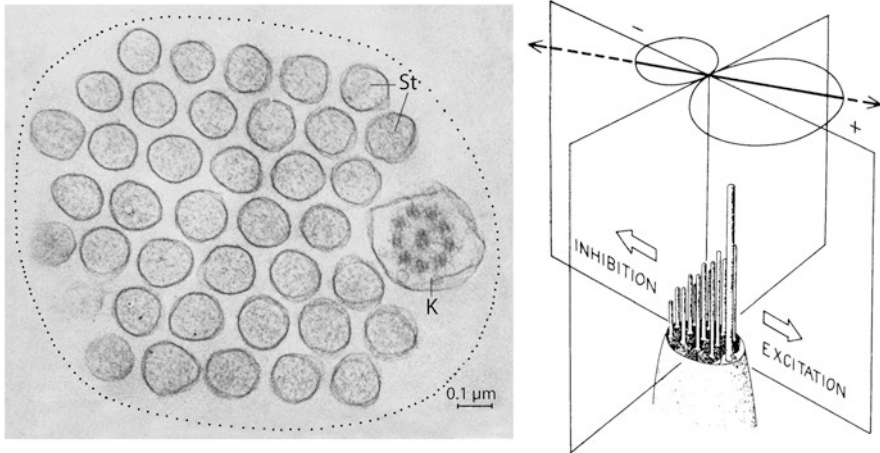 St
K
0.1 μm
−
+
INHIBITION
EXCITATION